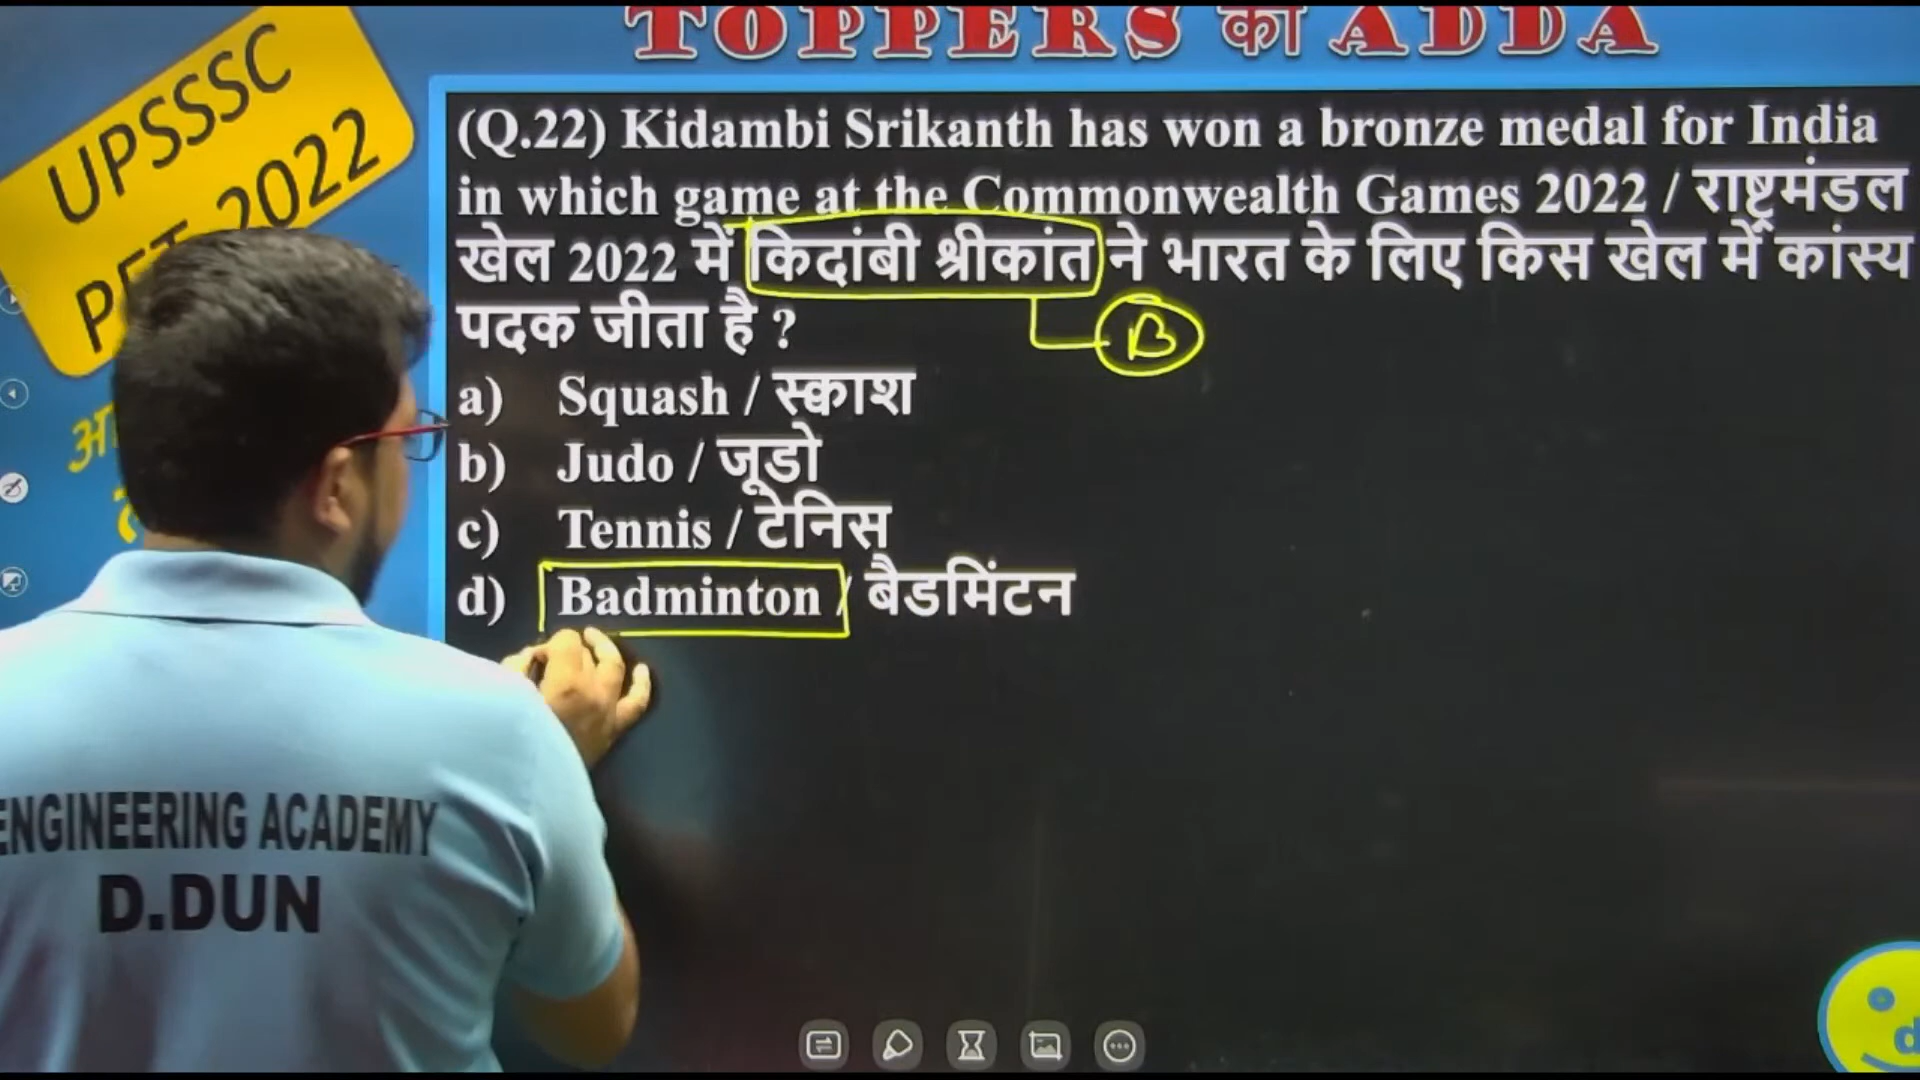 TOPPERS का ADDA
UPSSSC
PET 2022
(Q.22) Kidambi Srikanth has won a bronze medal for India
in which game at the Commonwealth Games 2022 / राष्ट्रमंडल
खेल 2022 में किदांबी श्रीकांत ने भारत के लिए किस खेल में कांस्य
पदक जीता है ?
B
a) Squash / स्क्वाश
b) Judo / जूडो
c) Tennis / टेनिस
d) Badminton / बैडमिंटन
ENGINEERING ACADEMY
D.DUN